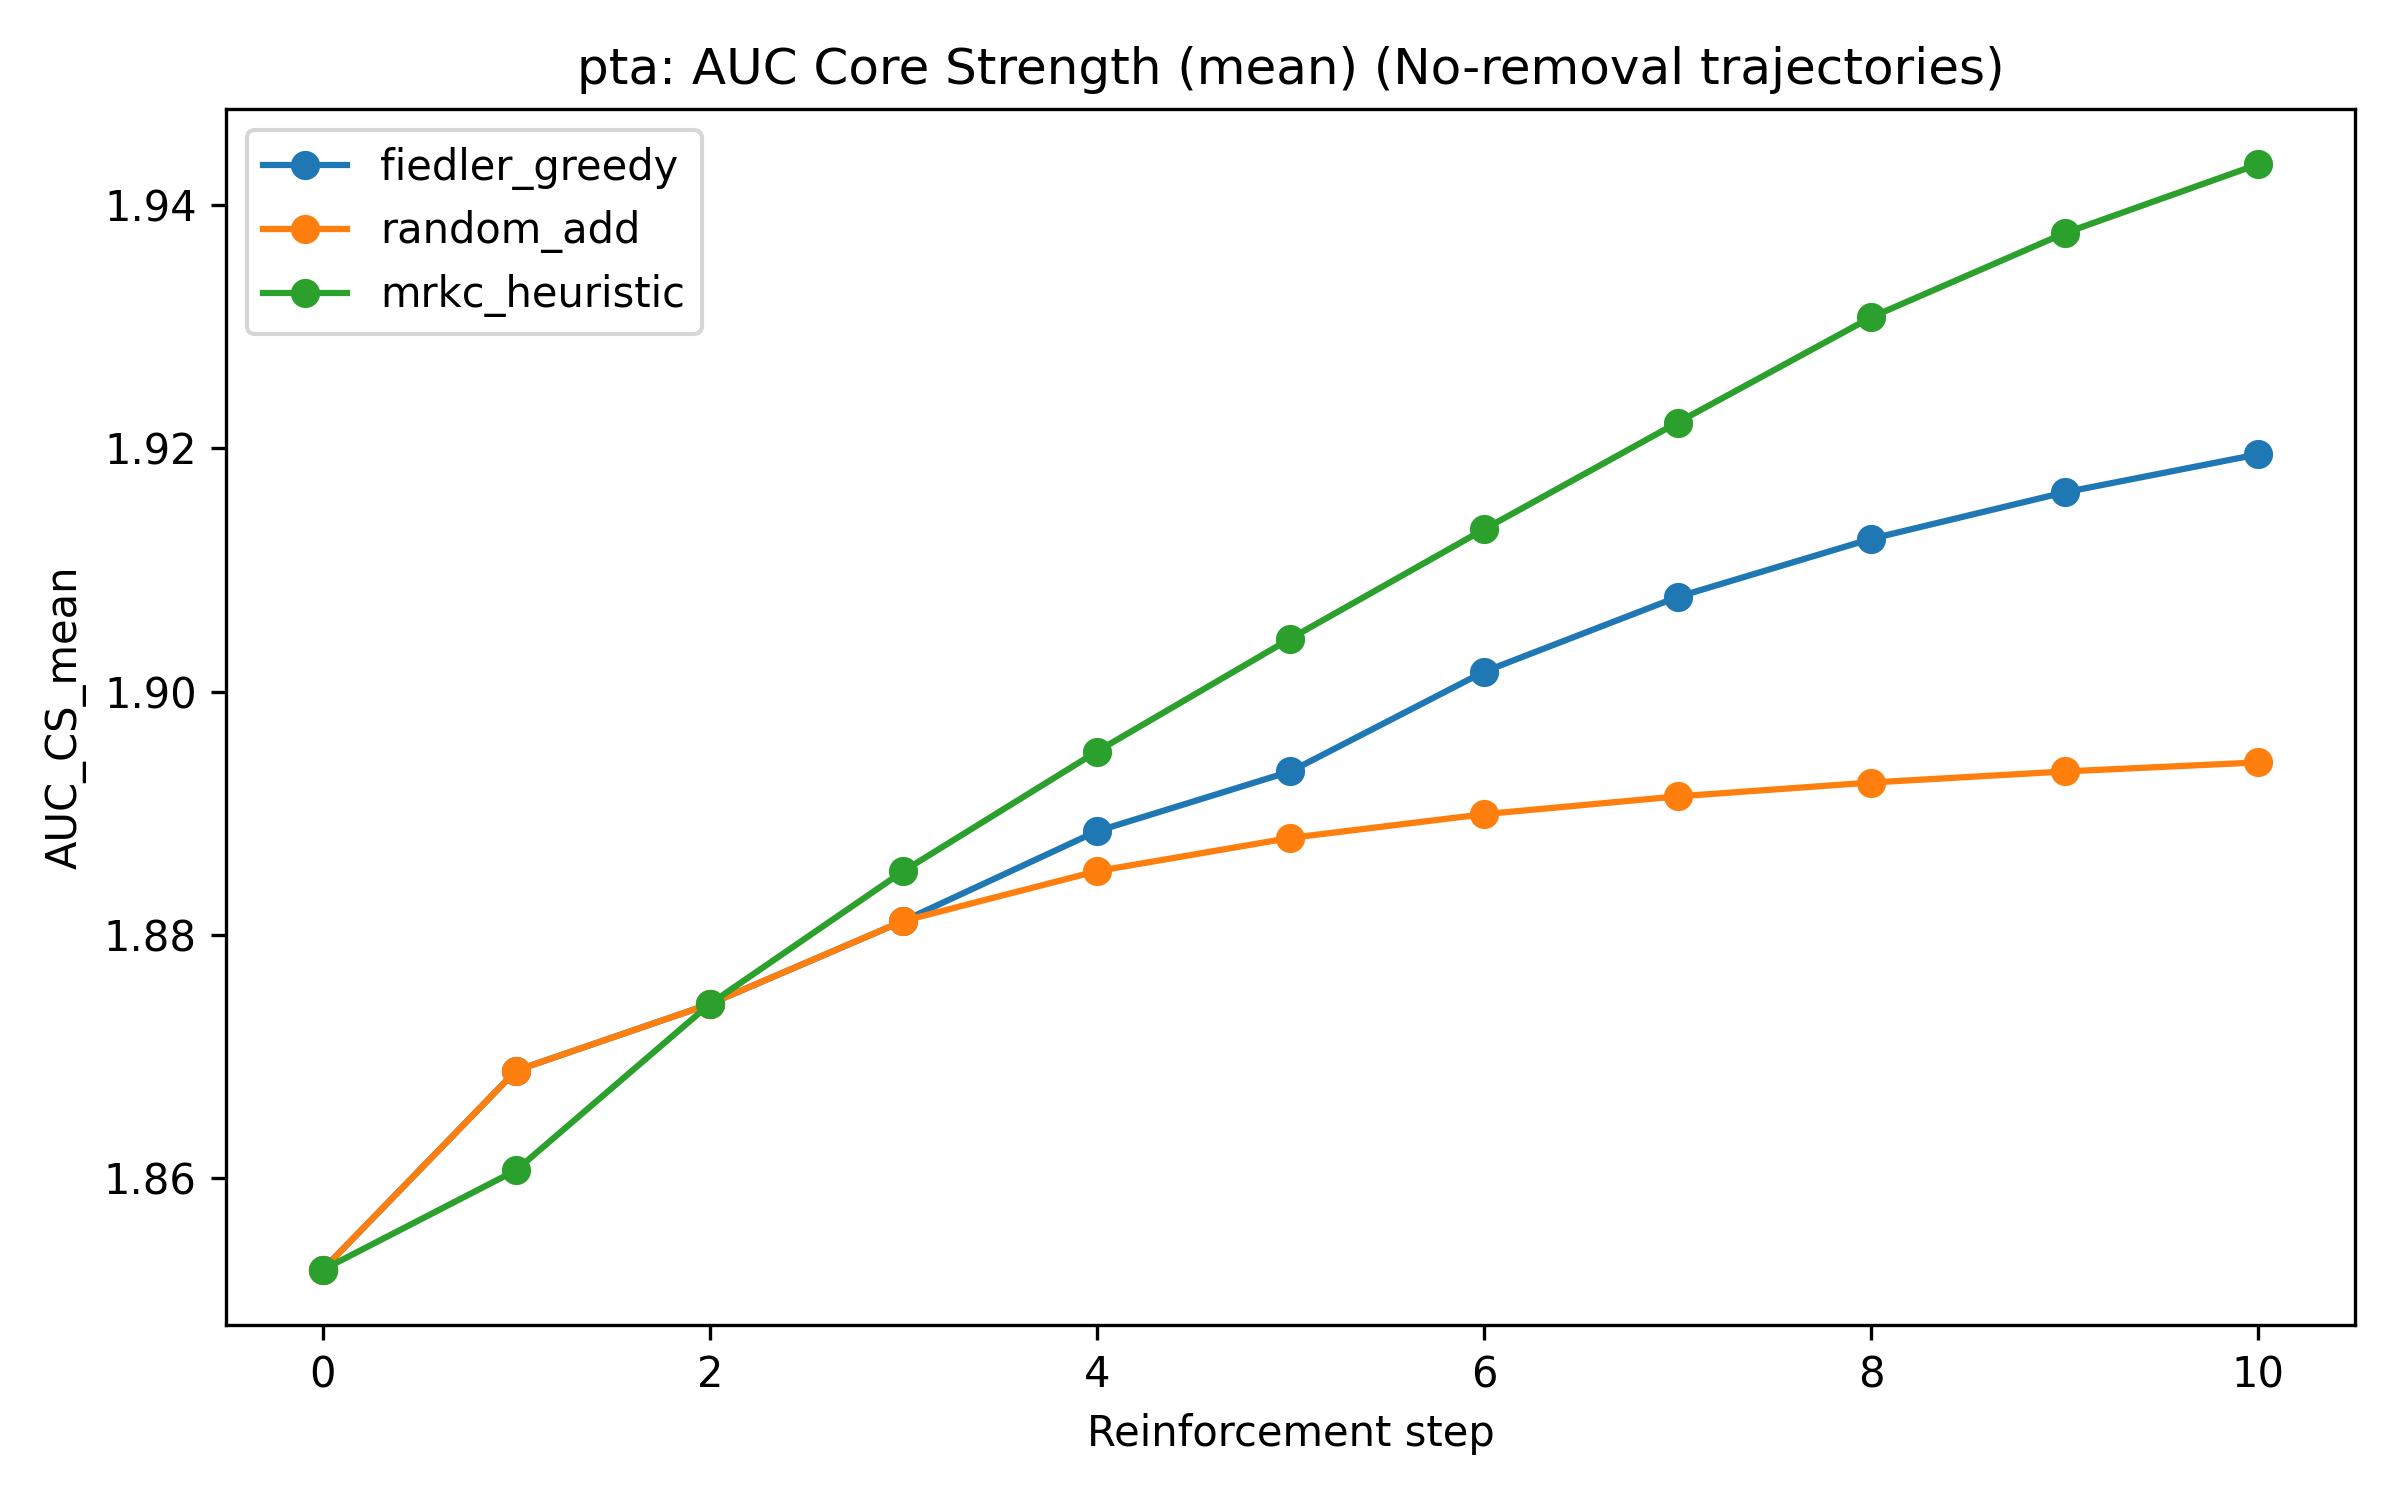 pta: AUC Core Strength (mean) (No-removal trajectories)
fiedler_greedy
random_add
mrkc_heuristic
AUC_CS_mean
1.94
1.92
1.90
1.88
1.86
0 2 4 6 8 10
Reinforcement step